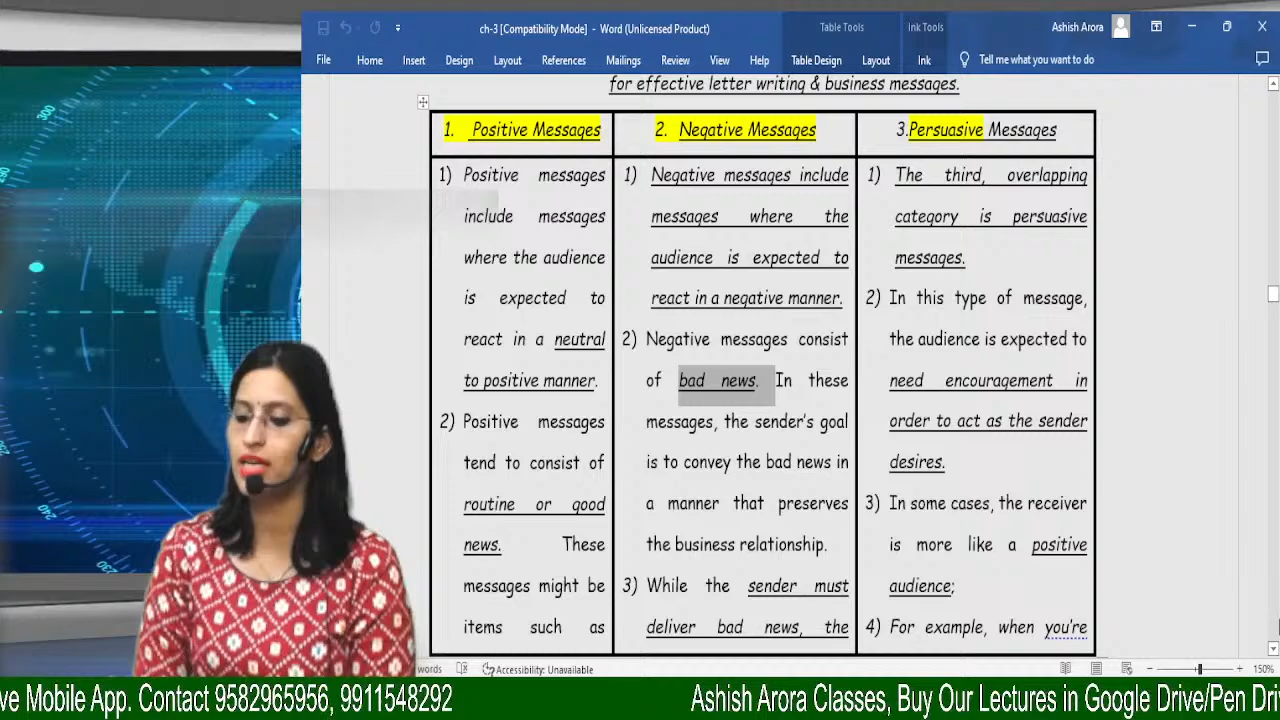 ch-3 [Compatibility Mode] - Word (Unlicensed Product)
Table Tools
Ink Tools
Ashish Arora
File Home Insert Design Layout References Mailings Review View Help Table Design Layout Ink Tell me what you want to do
for effective letter writing & business messages.
1. Positive Messages
1) Positive messages
include messages
where the audience
is expected to
react in a neutral
to positive manner.
2) Positive messages
tend to consist of
routine or good
news. These
messages might be
items such as
2. Negative Messages
1) Negative messages include
messages where the
audience is expected to
react in a negative manner.
2) Negative messages consist
of bad news. In these
messages, the sender's goal
is to convey the bad news in
a manner that preserves
the business relationship.
3) While the sender must
deliver bad news, the
3.Persuasive Messages
1) The third, overlapping
category is persuasive
messages.
2) In this type of message,
the audience is expected to
need encouragement in
order to act as the sender
desires.
3) In some cases, the receiver
is more like a positive
audience;
4) For example, when you're
words Accessibility: Unavailable 150%
ve Mobile App. Contact 9582965956, 9911548292 Ashish Arora Classes, Buy Our Lectures in Google Drive/Pen Dri